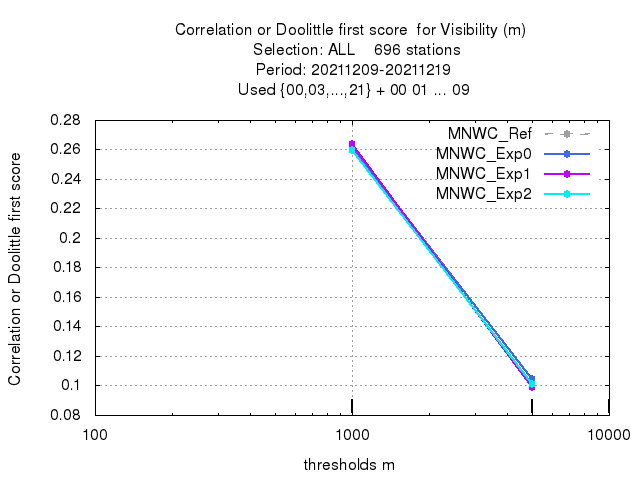 Correlation or Doolittle first score  for Visibility (m)
Selection: ALL    696 stations
Period: 20211209-20211219
Used {00,03,...,21} + 00 01 ... 09
Correlation or Doolittle first score
0.28
0.26
0.24
0.22
0.2
0.18
0.16
0.14
0.12
0.1
0.08
MNWC_Ref
MNWC_Exp0
MNWC_Exp1
MNWC_Exp2
100
1000
10000
thresholds m